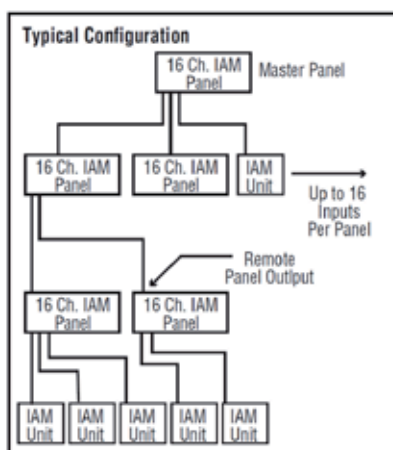 Typical Configuration
16 Ch. IAM
Panel
Master Panel
16 Ch. IAM
Panel
16 Ch. IAM
Panel
IAM
Unit
Up to 16
Inputs
Per Panel
Remote
Panel Output
16 Ch. IAM
Panel
16 Ch. IAM
Panel
IAM
Unit
IAM
Unit
IAM
Unit
IAM
Unit
IAM
Unit